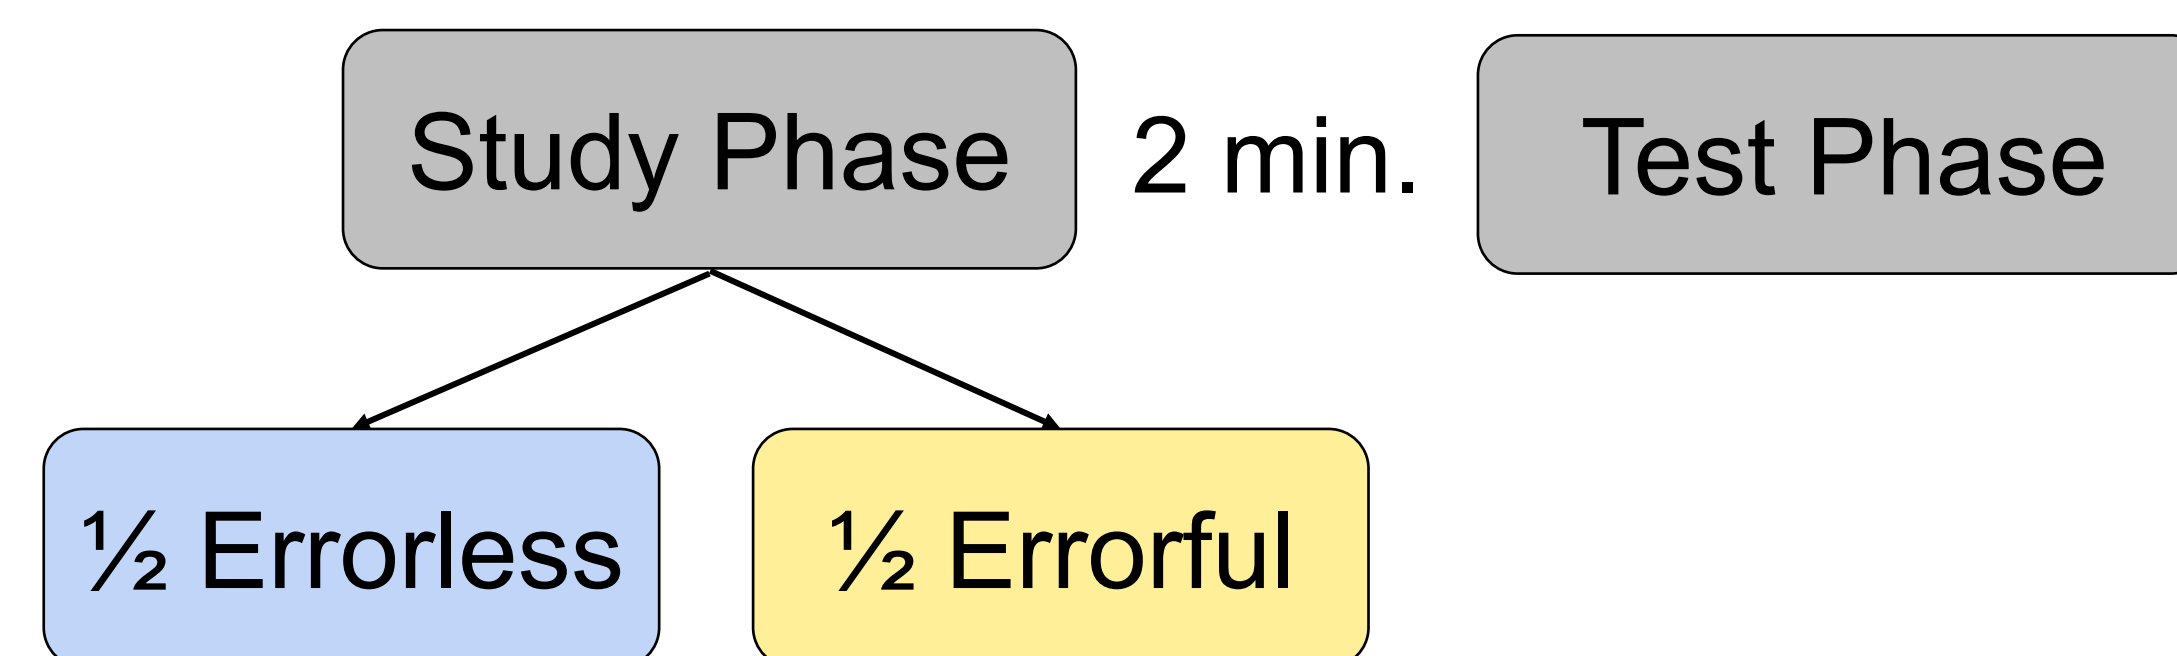 Study Phase
2 min.
Test Phase
½ Errorless
½ Errorful